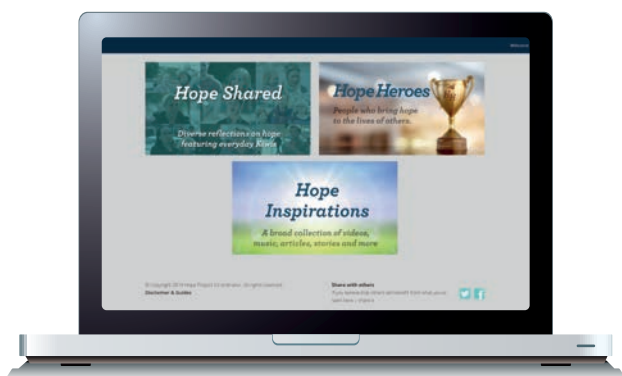 Welcome
Hope Shared
Diverse reflections on hope
featuring everyday Kiwis
Hope Heroes
People who bring hope
to the lives of others.
Hope
Inspirations
A broad collection of videos,
music, articles, stories and more
Disclaimer & Guides
Share with others